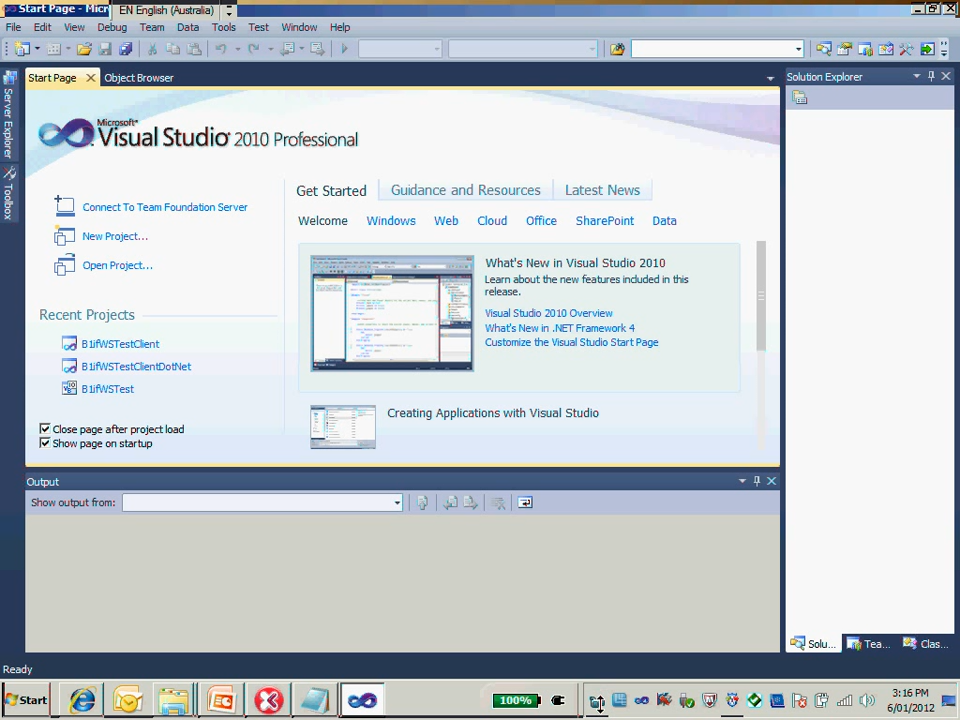 Start Page - Micr
EN English (Australia)
File Edit View Debug Team Data Tools Test Window Help
Start Page Object Browser
Solution Explorer
Server Explorer
Toolbox
Microsoft
Visual Studio 2010 Professional
Connect To Team Foundation Server
New Project...
Open Project...
Recent Projects
B1ifWSTestClient
B1ifWSTestClientDotNet
B1ifWSTest
Close page after project load
Show page on startup
Get Started Guidance and Resources Latest News
Welcome Windows Web Cloud Office SharePoint Data
What's New in Visual Studio 2010
Learn about the new features included in this
release.
Visual Studio 2010 Overview
What's New in .NET Framework 4
Customize the Visual Studio Start Page
Creating Applications with Visual Studio
Output
Show output from:
Solu... Tea... Clas...
Ready
Start
100%
3:16 PM
6/01/2012